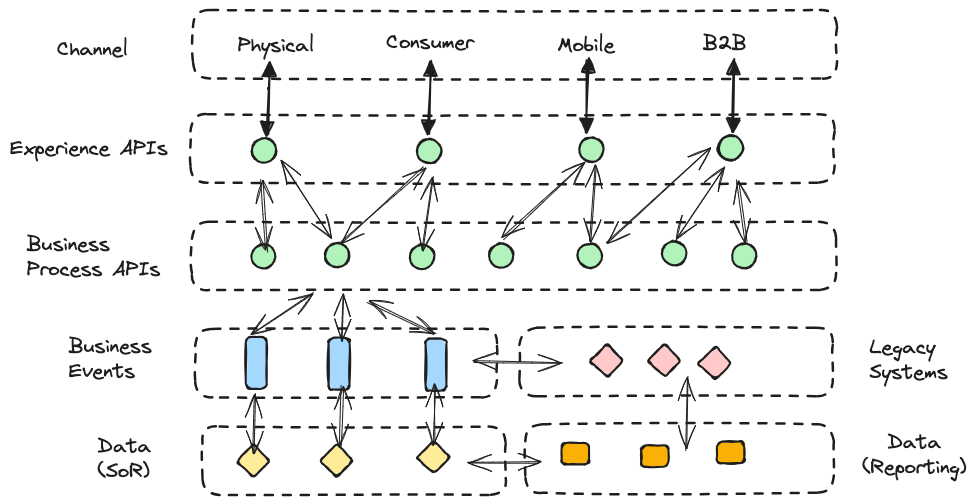 Channel
Physical
Consumer
Mobile
B2B
Experience APIs
Business
Process APIs
Business
Events
Legacy
Systems
Data
(SoR)
Data
(Reporting)